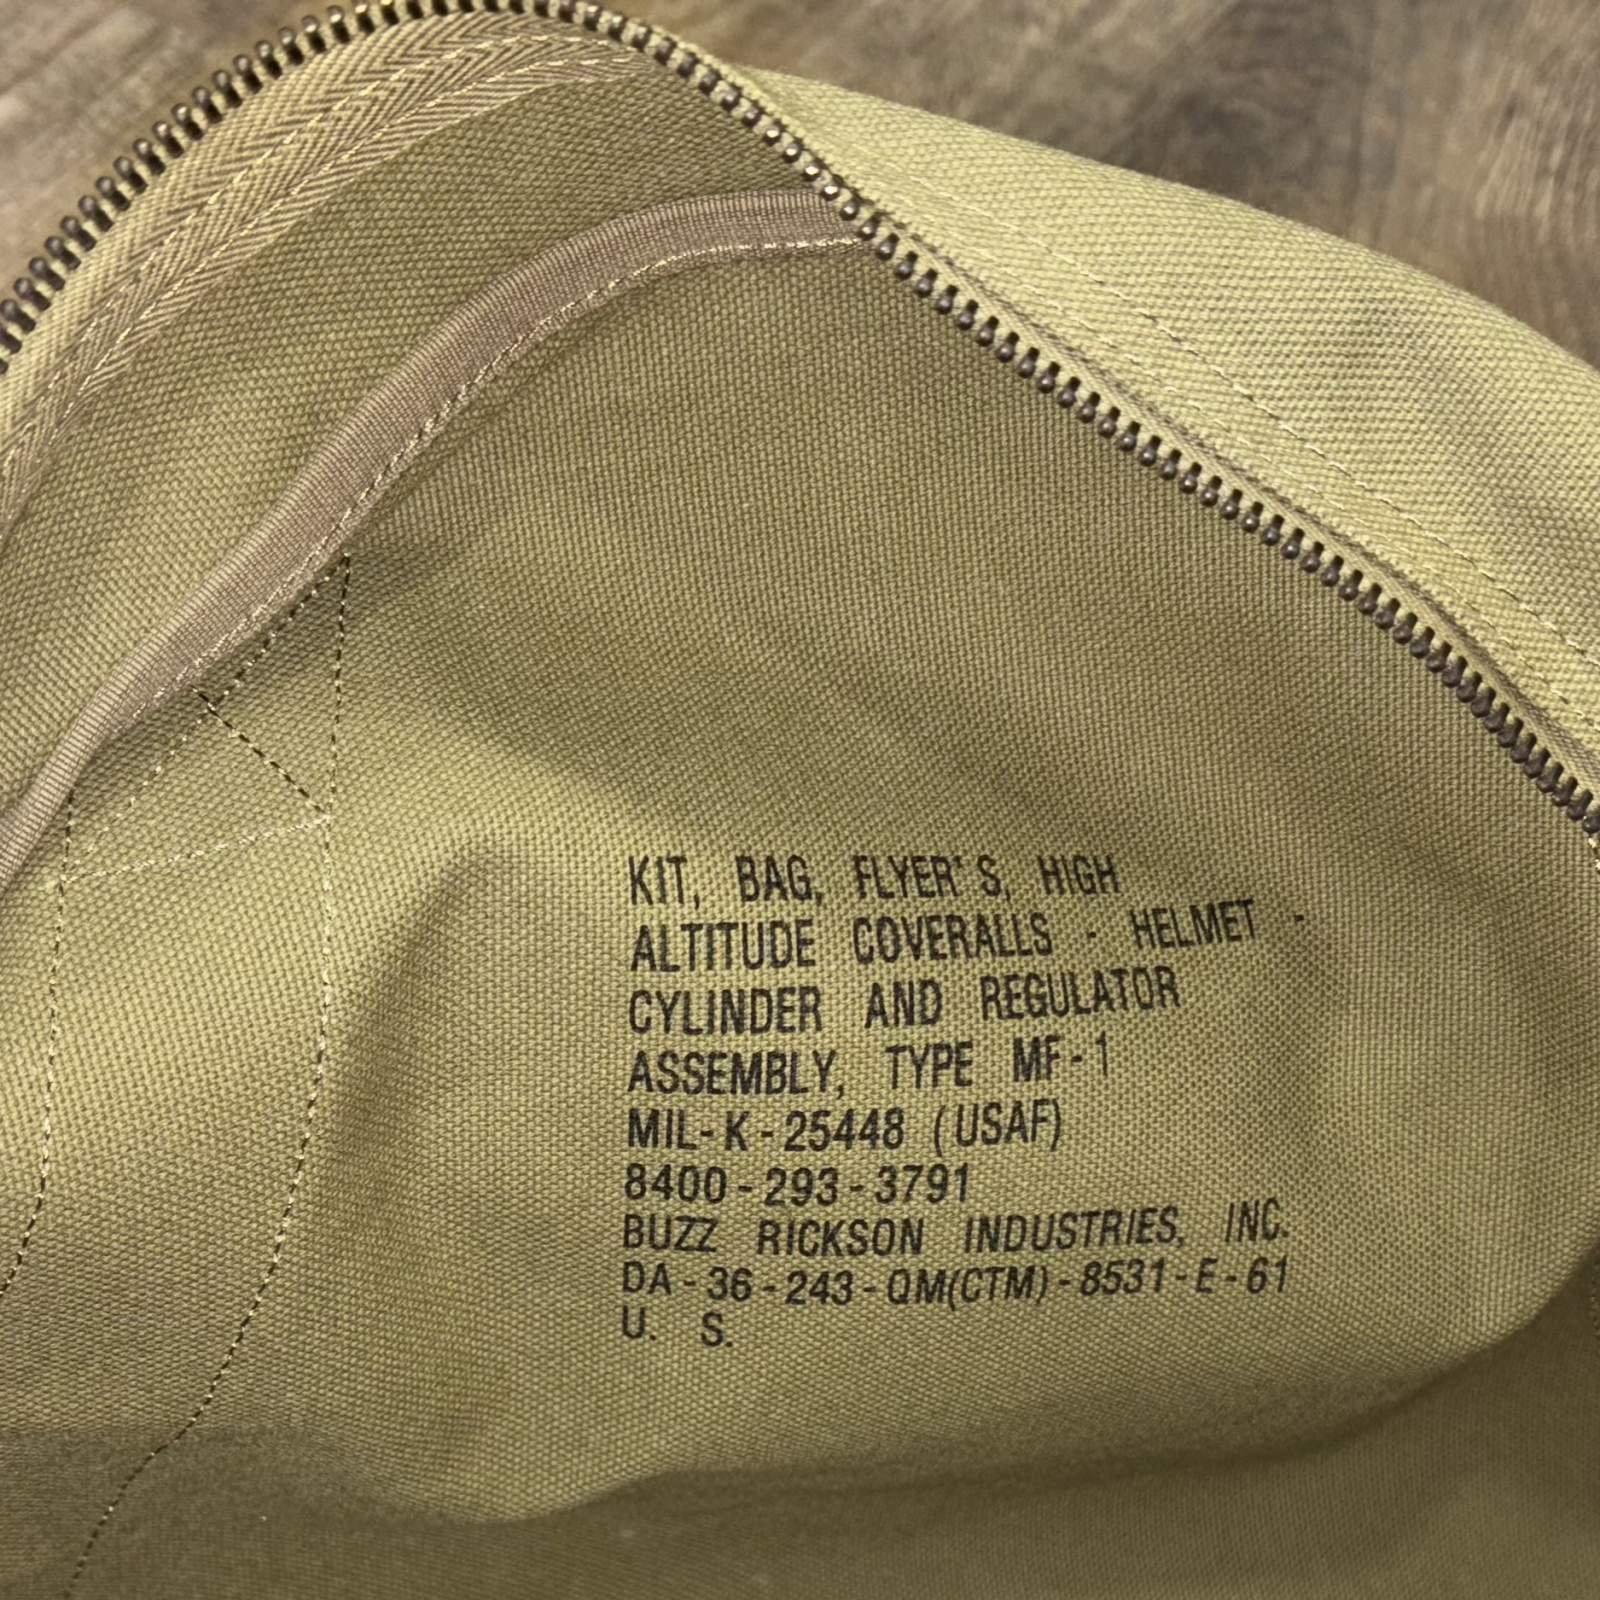 KIT, BAG, FLYER'S, HIGH
ALTITUDE COVERALLS - HELMET -
CYLINDER AND REGULATOR
ASSEMBLY, TYPE MF-1
MIL-K-25448 (USAF)
8400-293-3791
BUZZ RICKSON INDUSTRIES, INC.
DA-36-243-QM(CTM)-8531-E-61
U. S.